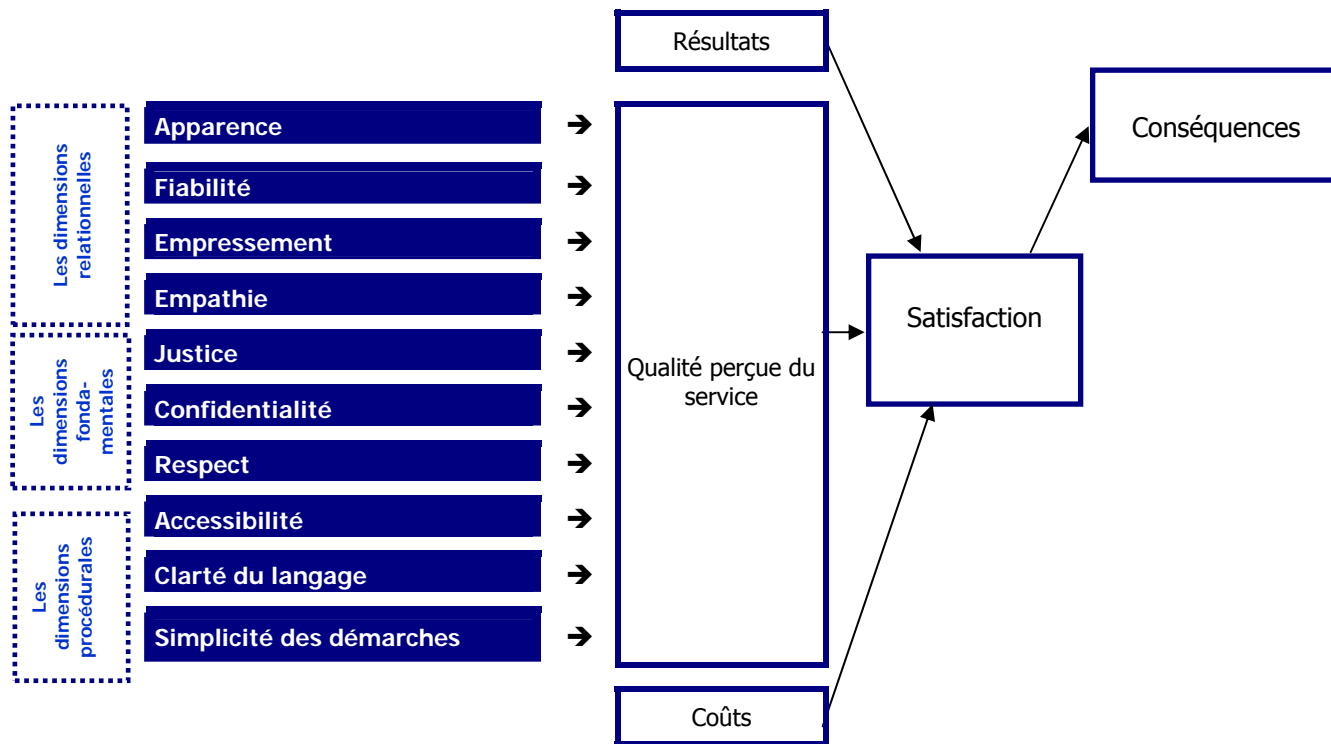 Résultats
Conséquences
Les dimensions
relationnelles
Apparence
➔
Fiabilité
➔
Empressement
➔
Empathie
➔
Les
dimensions
fonda-
mentales
Justice
➔
Confidentialité
➔
Respect
➔
Les
dimensions
procédurales
Accessibilité
➔
Clarté du langage
➔
Simplicité des démarches
➔
Qualité perçue du
service
Satisfaction
Coûts